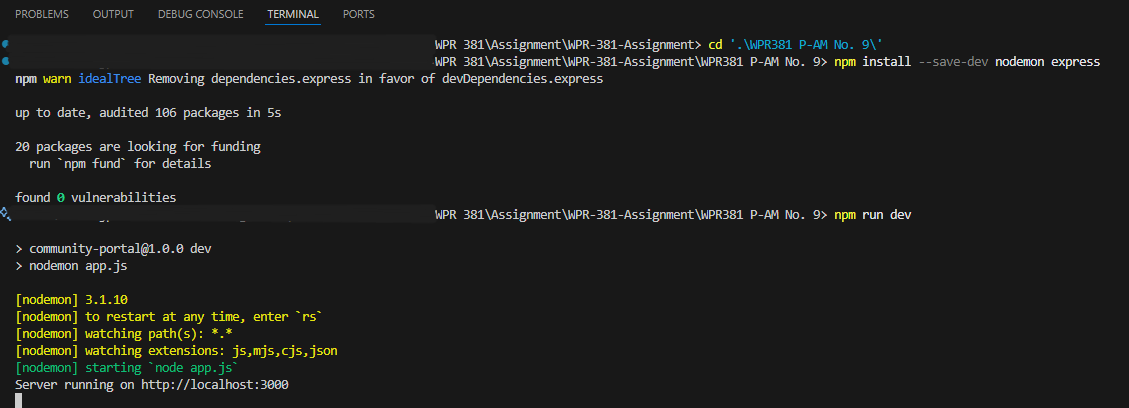 PROBLEMS OUTPUT DEBUG CONSOLE TERMINAL PORTS
WPR 381\Assignment\WPR-381-Assignment> cd '.\WPR381 P-AM No. 9\'
WPR 381\Assignment\WPR-381-Assignment\WPR381 P-AM No. 9> npm install --save-dev nodemon express
npm warn idealTree Removing dependencies.express in favor of devDependencies.express
up to date, audited 106 packages in 5s
20 packages are looking for funding
run `npm fund` for details
found 0 vulnerabilities
WPR 381\Assignment\WPR-381-Assignment\WPR381 P-AM No. 9> npm run dev
> community-portal@1.0.0 dev
> nodemon app.js
[nodemon] 3.1.10
[nodemon] to restart at any time, enter `rs`
[nodemon] watching path(s): *.*
[nodemon] watching extensions: js,mjs,cjs,json
[nodemon] starting `node app.js`
Server running on http://localhost:3000